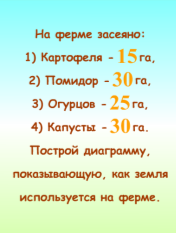 На ферме засеяно:
1) Картофеля - 15 га,
2) Помидор - 30 га,
3) Огурцов - 25 га,
4) Капусты - 30 га.
Построй диаграмму,
показывающую, как земля
используется на ферме.